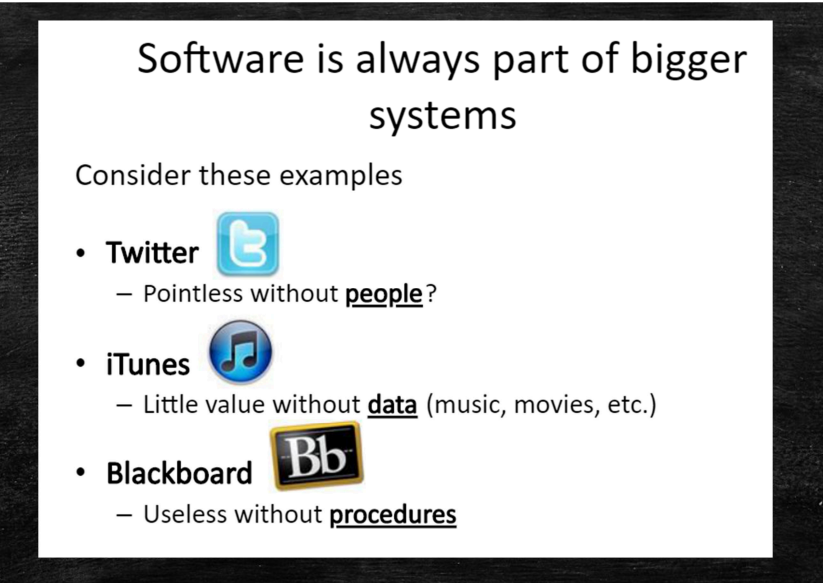 Software is always part of bigger
systems
Consider these examples
• Twitter
– Pointless without people?
• iTunes
– Little value without data (music, movies, etc.)
• Blackboard Bb
– Useless without procedures